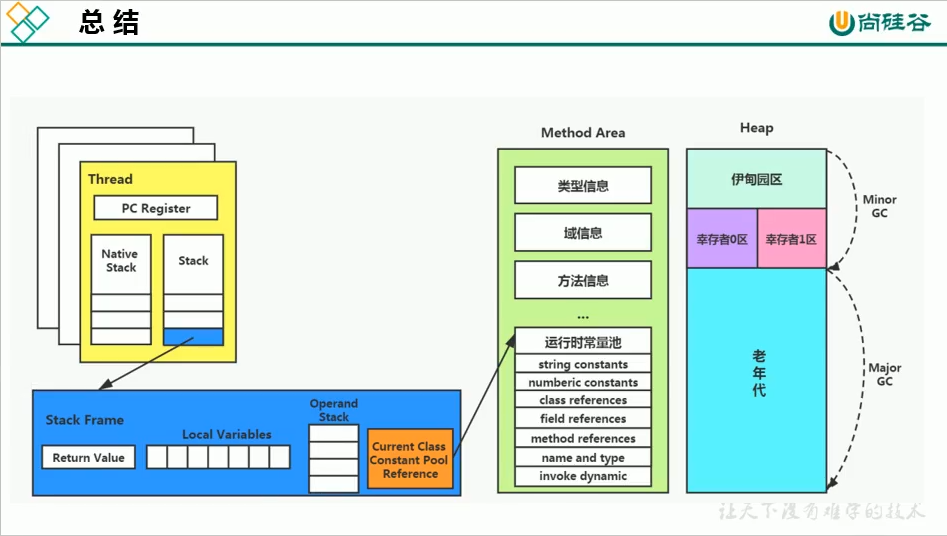 总结
尚硅谷
Thread
PC Register
Native
Stack
Stack
Stack Frame
Return Value
Local Variables
Operand
Stack
Current Class
Constant Pool
Reference
Method Area
类型信息
域信息
方法信息
...
运行时常量池
string constants
numberic constants
class references
field references
method references
name and type
invoke dynamic
Heap
伊甸园区
幸存者0区
幸存者1区
老
年
代
Minor
GC
Major
GC
让天下没有难学的技术